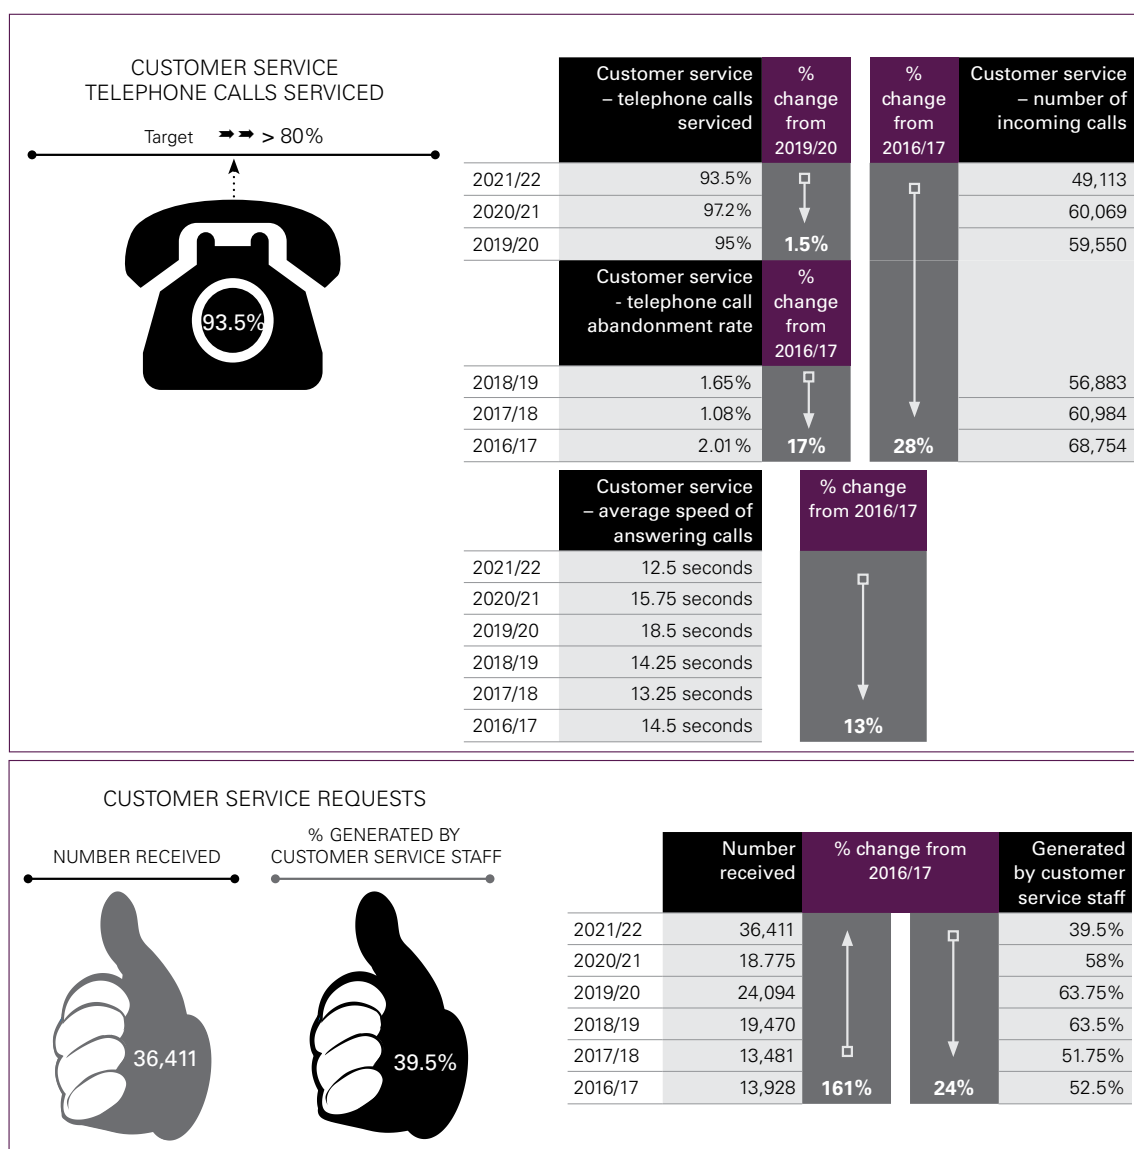 CUSTOMER SERVICE
TELEPHONE CALLS SERVICED
Target > 80%
93.5%
Customer service
– telephone calls
serviced
%
change
from
2019/20
%
change
from
2016/17
Customer service
– number of
incoming calls
2021/22 93.5% 49,113
2020/21 97.2% 60,069
2019/20 95% 1.5% 59,550
Customer service
- telephone call
abandonment rate
%
change
from
2016/17
2018/19 1.65% 56,883
2017/18 1.08% 60,984
2016/17 2.01% 17% 28% 68,754
Customer service
– average speed of
answering calls
% change
from 2016/17
2021/22 12.5 seconds
2020/21 15.75 seconds
2019/20 18.5 seconds
2018/19 14.25 seconds
2017/18 13.25 seconds
2016/17 14.5 seconds 13%
CUSTOMER SERVICE REQUESTS
NUMBER RECEIVED
% GENERATED BY
CUSTOMER SERVICE STAFF
36,411
39.5%
Number
received
% change from
2016/17
Generated
by customer
service staff
2021/22 36,411 39.5%
2020/21 18.775 58%
2019/20 24,094 63.75%
2018/19 19,470 63.5%
2017/18 13,481 51.75%
2016/17 13,928 161% 24% 52.5%